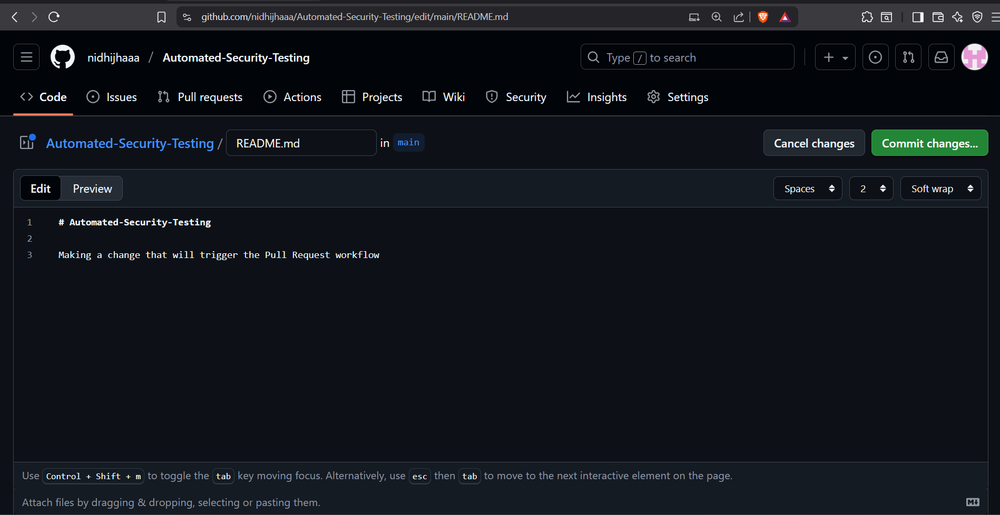 github.com/nidhijhaaa/Automated-Security-Testing/edit/main/README.md
nidhijhaaa / Automated-Security-Testing
Type / to search
Code Issues Pull requests Actions Projects Wiki Security Insights Settings
Automated-Security-Testing / README.md in main
Cancel changes Commit changes...
Edit Preview
Spaces 2 Soft wrap
1 # Automated-Security-Testing
2
3 Making a change that will trigger the Pull Request workflow
Use Control + Shift + m to toggle the tab key moving focus. Alternatively, use esc then tab to move to the next interactive element on the page.
Attach files by dragging & dropping, selecting or pasting them.